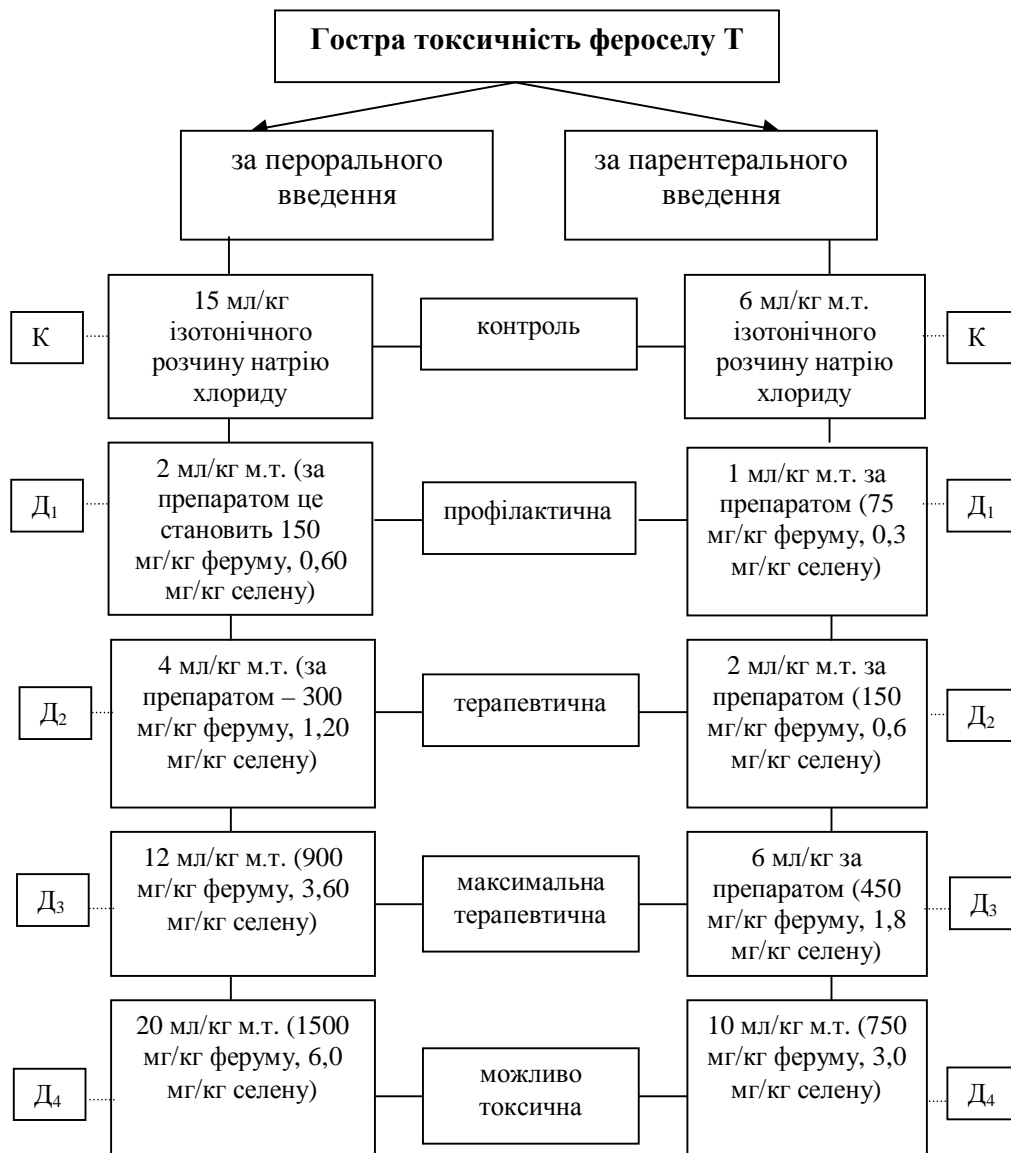 Гостра токсичність фероселу Т
за перорального
введення
за парентерального
введення
К
15 мл/кг
ізотонічного
розчину натрію
хлориду
контроль
6 мл/кг м.т.
ізотонічного
розчину натрію
хлориду
К
Д1
2 мл/кг м.т. (за
препаратом це
становить 150
мг/кг феруму, 0,60
мг/кг селену)
профілактична
1 мл/кг м.т. за
препаратом (75
мг/кг феруму, 0,3
мг/кг селену)
Д1
Д2
4 мл/кг м.т. (за
препаратом – 300
мг/кг феруму, 1,20
мг/кг селену)
терапевтична
2 мл/кг м.т. за
препаратом (150
мг/кг феруму, 0,6
мг/кг селену)
Д2
Д3
12 мл/кг м.т. (900
мг/кг феруму, 3,60
мг/кг селену)
максимальна
терапевтична
6 мл/кг за
препаратом (450
мг/кг феруму, 1,8
мг/кг селену)
Д3
Д4
20 мл/кг м.т. (1500
мг/кг феруму, 6,0
мг/кг селену)
можливо
токсична
10 мл/кг м.т. (750
мг/кг феруму, 3,0
мг/кг селену)
Д4